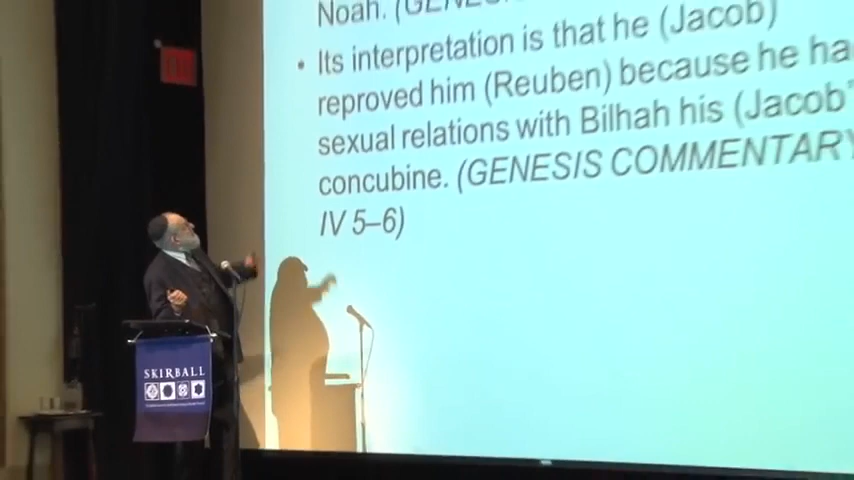 Noah. (GENESIS
• Its interpretation is that he (Jacob)
reproved him (Reuben) because he ha
sexual relations with Bilhah his (Jacob'
concubine. (GENESIS COMMENTARY
IV 5–6)
SKIRBALL